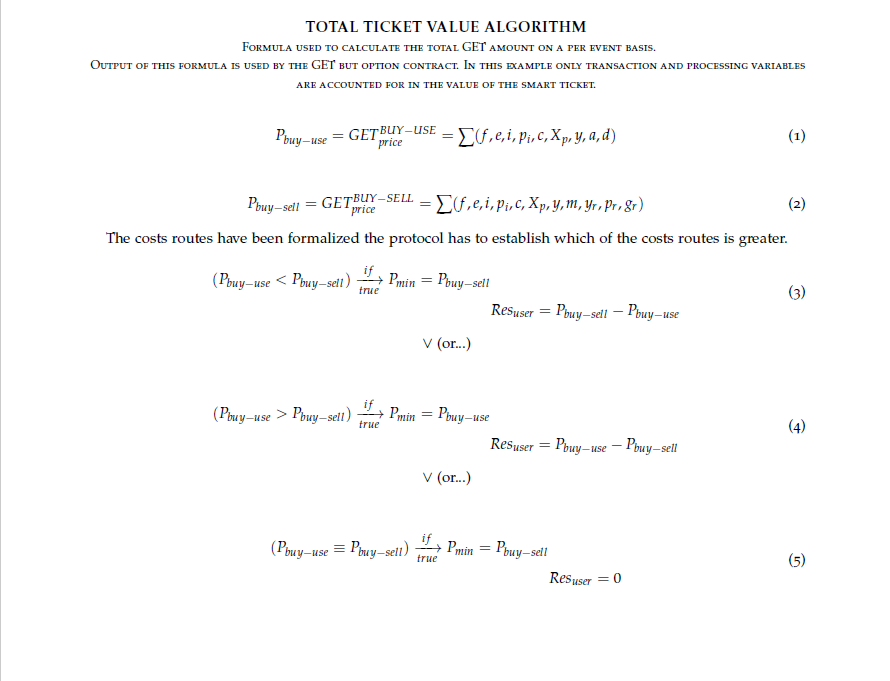 TOTAL TICKET VALUE ALGORITHM
Formula used to calculate the total GET amount on a per event basis.
Output of this formula is used by the GET but option contract. In this example only transaction and processing variables
are accounted for in the value of the smart ticket.
P_{buy-use} = GET_{price}^{BUY-USE} = ∑(f, e, i, p_i, c, X_p, y, a, d) (1)
P_{buy-sell} = GET_{price}^{BUY-SELL} = ∑(f, e, i, p_i, c, X_p, y, m, y_r, p_r, g_r) (2)
The costs routes have been formalized the protocol has to establish which of the costs routes is greater.
(P_{buy-use} < P_{buy-sell}) \xrightarrow[true]{if} P_{min} = P_{buy-sell}
Res_{user} = P_{buy-sell} − P_{buy-use} (3)
∨ (or...)
(P_{buy-use} > P_{buy-sell}) \xrightarrow[true]{if} P_{min} = P_{buy-use}
Res_{user} = P_{buy-use} − P_{buy-sell} (4)
∨ (or...)
(P_{buy-use} ≡ P_{buy-sell}) \xrightarrow[true]{if} P_{min} = P_{buy-sell}
Res_{user} = 0 (5)